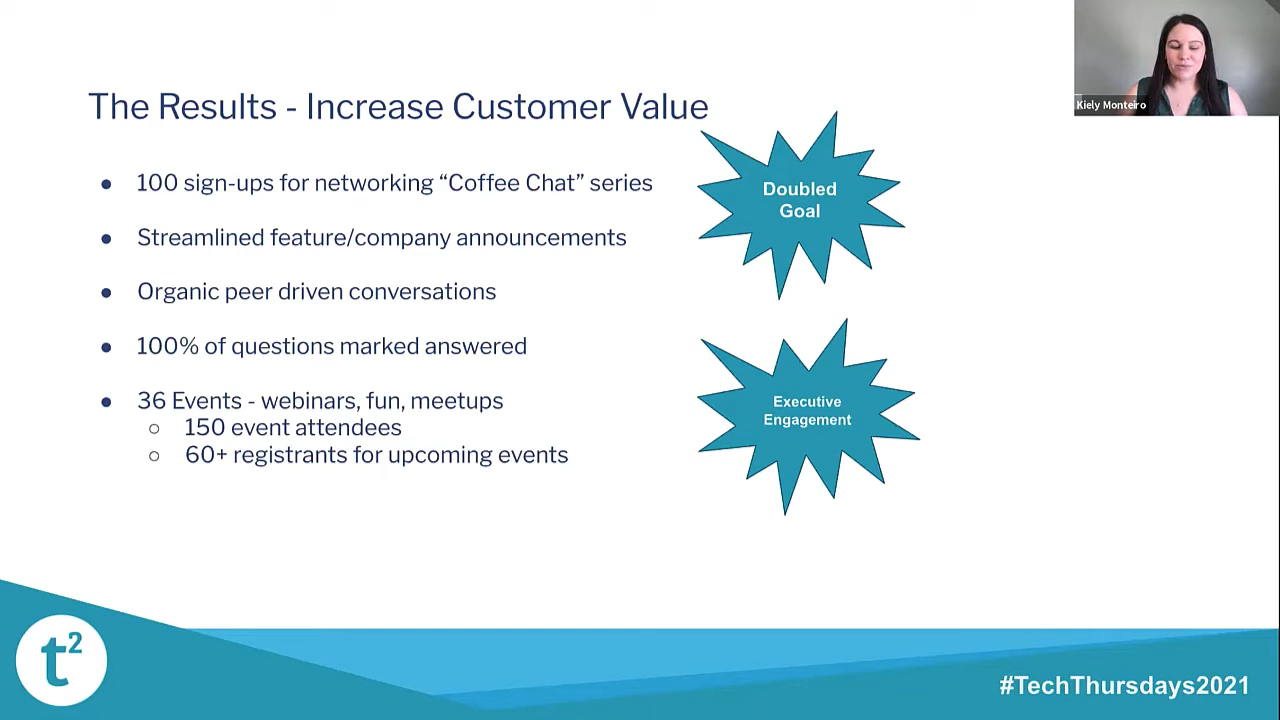 Kiely Monteiro
The Results - Increase Customer Value
● 100 sign-ups for networking “Coffee Chat” series
● Streamlined feature/company announcements
● Organic peer driven conversations
● 100% of questions marked answered
● 36 Events - webinars, fun, meetups
○ 150 event attendees
○ 60+ registrants for upcoming events
Doubled
Goal
Executive
Engagement
t²
#TechThursdays2021